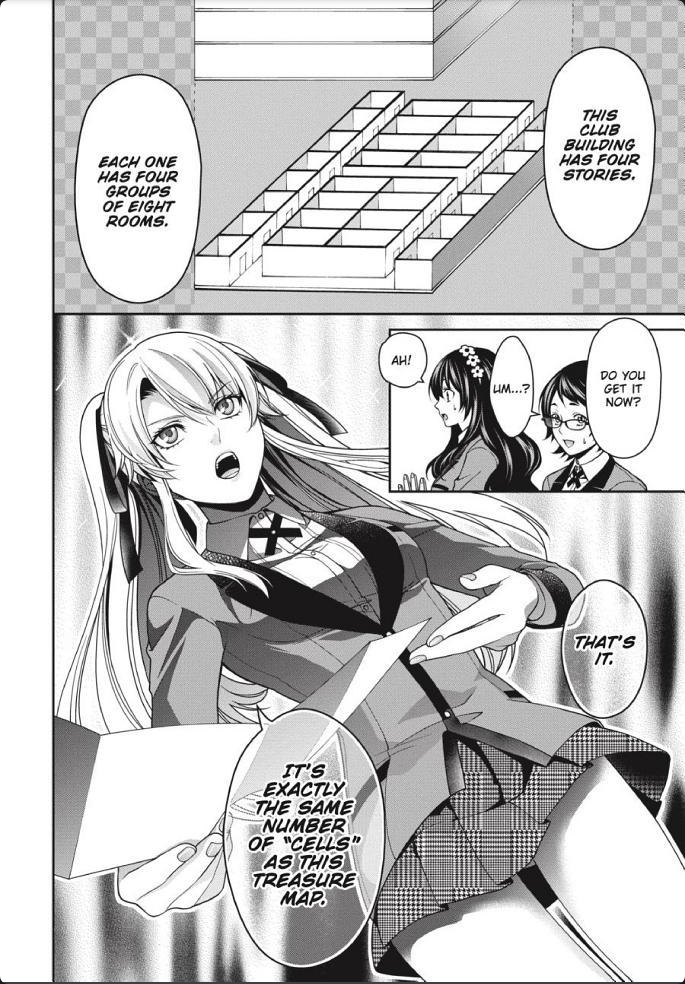 THIS
CLUB
BUILDING
HAS FOUR
STORIES.
EACH ONE
HAS FOUR
GROUPS
OF EIGHT
ROOMS.
DO YOU
GET IT
NOW?
UM...?
AH!
THAT'S
IT.
IT'S
EXACTLY
THE SAME
NUMBER
OF "CELLS"
AS THIS
TREASURE
MAP.